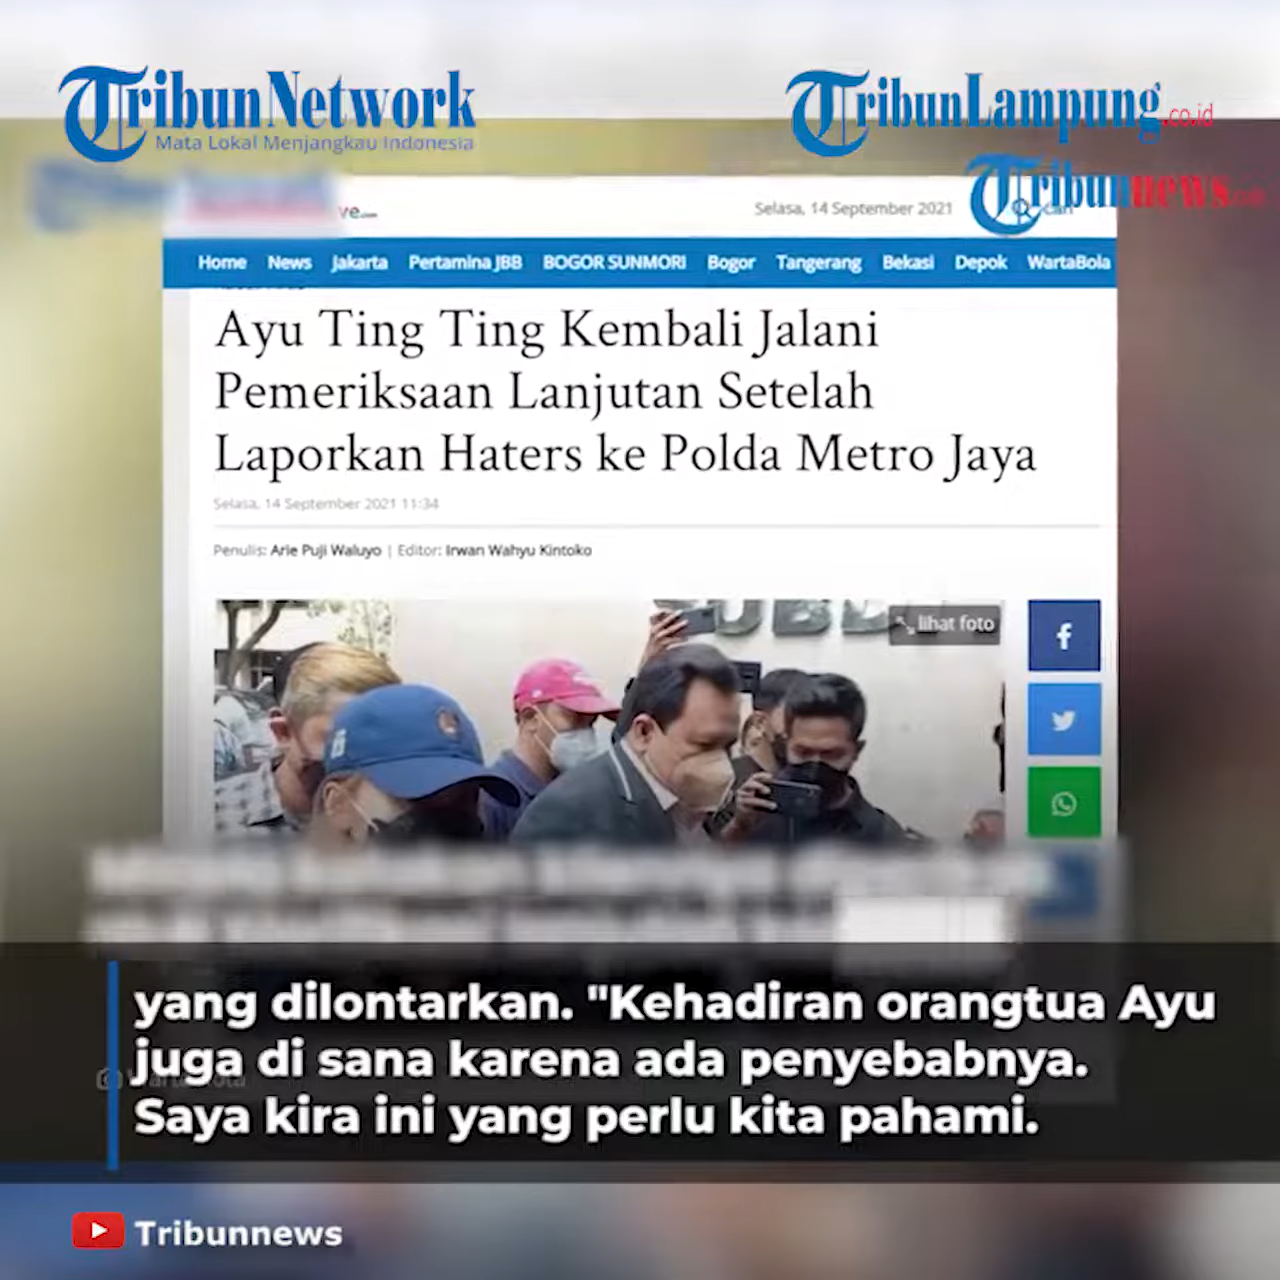 TribunNetwork
Mata Lokal Menjangkau Indonesia
TribunLampung.co.id
Tribunnews
ve.com
Selasa, 14 September 2021
Home News Jakarta Pertamina JBB BOGOR SUNMORI Bogor Tangerang Bekasi Depok WartaBola
Ayu Ting Ting Kembali Jalani
Pemeriksaan Lanjutan Setelah
Laporkan Haters ke Polda Metro Jaya
Selasa, 14 September 2021 11:34
Penulis: Arie Puji Waluyo | Editor: Irwan Wahyu Kintoko
lihat foto
yang dilontarkan. "Kehadiran orangtua Ayu
juga di sana karena ada penyebabnya.
Saya kira ini yang perlu kita pahami.
Tribunnews